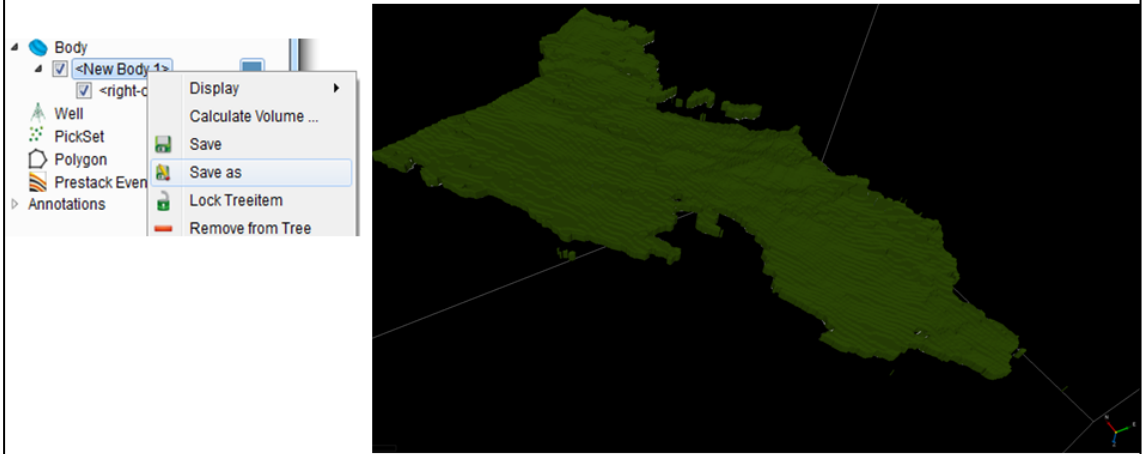 Body
<New Body 1>
<right-c
Well
PickSet
Polygon
Prestack Even
Annotations
Display
Calculate Volume ...
Save
Save as
Lock Treeitem
Remove from Tree